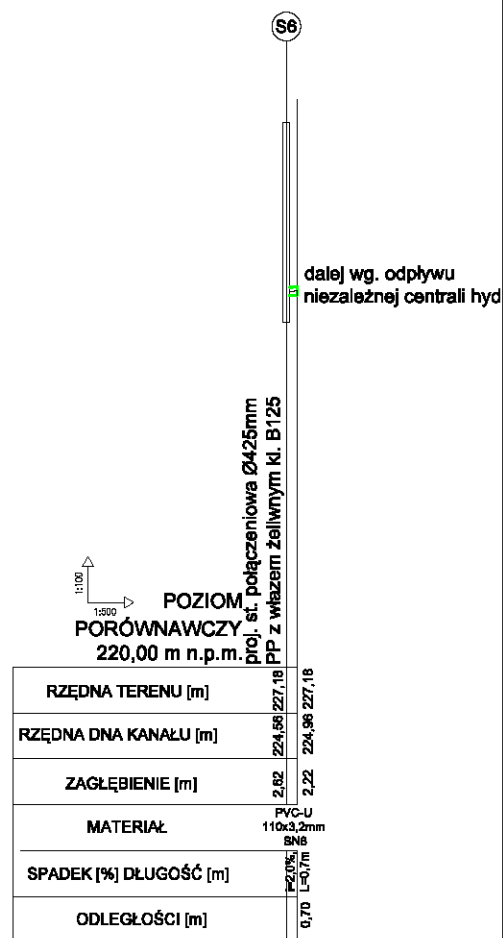 S6
dalej wg. odpływu
niezależnej centrali hyd
proj. st. połączeniowa Ø425mm
PP z włazem żeliwnym kl. B125
1:100
1:500
POZIOM
PORÓWNAWCZY
220,00 m n.p.m.
RZĘDNA TERENU [m] 227,18 227,18
RZĘDNA DNA KANAŁU [m] 224,56 224,96
ZAGŁĘBIENIE [m] 2,62 2,22
MATERIAŁ
PVC-U
110x3,2mm
SN8
SPADEK [%] DŁUGOŚĆ [m] i=2,0%, L=0,7m
ODLEGŁOŚCI [m] 0,70